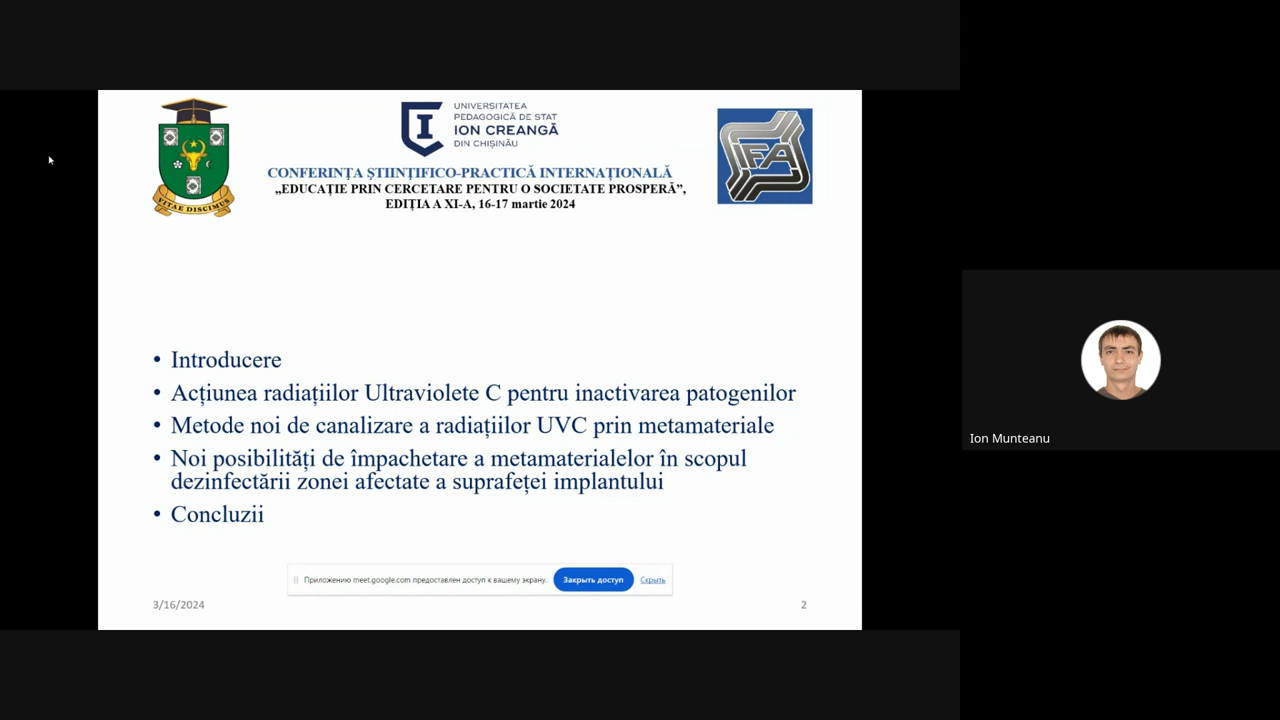 UNIVERSITATEA
PEDAGOGICĂ DE STAT
ION CREANGĂ
DIN CHIȘINĂU
VITAE DISCIMUS
IFA
CONFERINȚA ȘTIINȚIFICO-PRACTICĂ INTERNAȚIONALĂ
„EDUCAȚIE PRIN CERCETARE PENTRU O SOCIETATE PROSPERĂ”,
EDIȚIA A XI-A, 16-17 martie 2024
• Introducere
• Acțiunea radiațiilor Ultraviolete C pentru inactivarea patogenilor
• Metode noi de canalizare a radiațiilor UVC prin metamateriale
• Noi posibilități de împachetare a metamaterialelor în scopul
dezinfectării zonei afectate a suprafeței implantului
• Concluzii
Приложению meet.google.com предоставлен доступ к вашему экрану. Закрыть доступ Скрыть
3/16/2024 2
Ion Munteanu